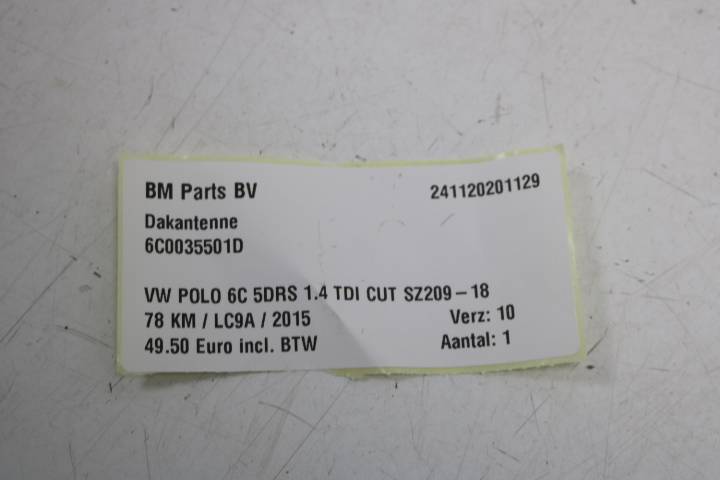 BM Parts BV 241120201129
Dakantenne
6C0035501D
VW POLO 6C 5DRS 1.4 TDI CUT SZ209-18
78 KM / LC9A / 2015 Verz: 10
49.50 Euro incl. BTW Aantal: 1